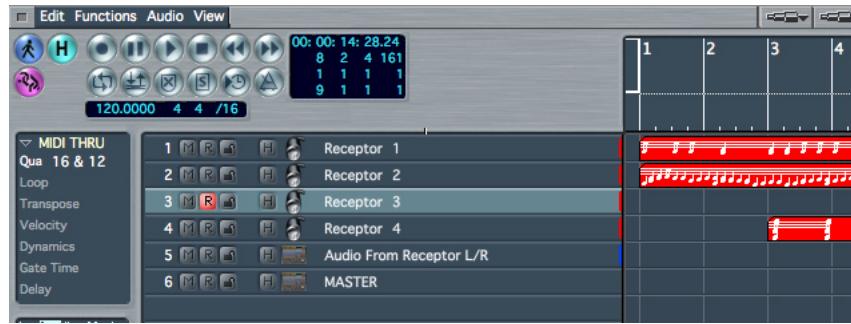 Edit Functions Audio View
H
00: 00: 14: 28.24
8 2 4 161
1 1 1 1
9 1 1 1
S
120.0000 4 4 /16
1 2 3 4
MIDI THRU
Qua 16 & 12
Loop
Transpose
Velocity
Dynamics
Gate Time
Delay
1 M R H Receptor 1
2 M R H Receptor 2
3 M R H Receptor 3
4 M R H Receptor 4
5 M R H Audio From Receptor L/R
6 M R H MASTER